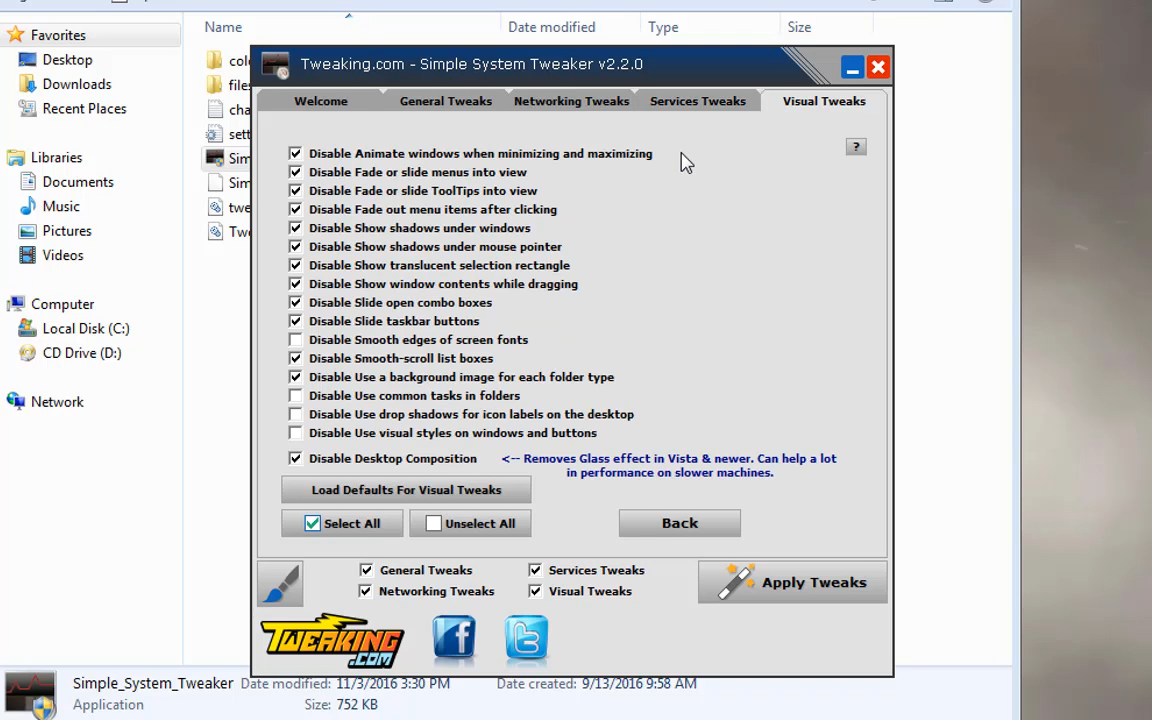 Name
Date modified
Type
Size
Favorites
Desktop
Downloads
Recent Places
Libraries
Documents
Music
Pictures
Videos
Computer
Local Disk (C:)
CD Drive (D:)
Network
colo
files
cha
sett
Sim
Sim
twe
Twe
Tweaking.com - Simple System Tweaker v2.2.0
Welcome
General Tweaks
Networking Tweaks
Services Tweaks
Visual Tweaks
?
Disable Animate windows when minimizing and maximizing
Disable Fade or slide menus into view
Disable Fade or slide ToolTips into view
Disable Fade out menu items after clicking
Disable Show shadows under windows
Disable Show shadows under mouse pointer
Disable Show translucent selection rectangle
Disable Show window contents while dragging
Disable Slide open combo boxes
Disable Slide taskbar buttons
Disable Smooth edges of screen fonts
Disable Smooth-scroll list boxes
Disable Use a background image for each folder type
Disable Use common tasks in folders
Disable Use drop shadows for icon labels on the desktop
Disable Use visual styles on windows and buttons
Disable Desktop Composition
<-- Removes Glass effect in Vista & newer. Can help a lot
in performance on slower machines.
Load Defaults For Visual Tweaks
Select All
Unselect All
Back
General Tweaks
Services Tweaks
Networking Tweaks
Visual Tweaks
Apply Tweaks
TWEAKING
.COM
f
t
Simple_System_Tweaker
Date modified: 11/3/2016 3:30 PM
Date created: 9/13/2016 9:58 AM
Application
Size: 752 KB